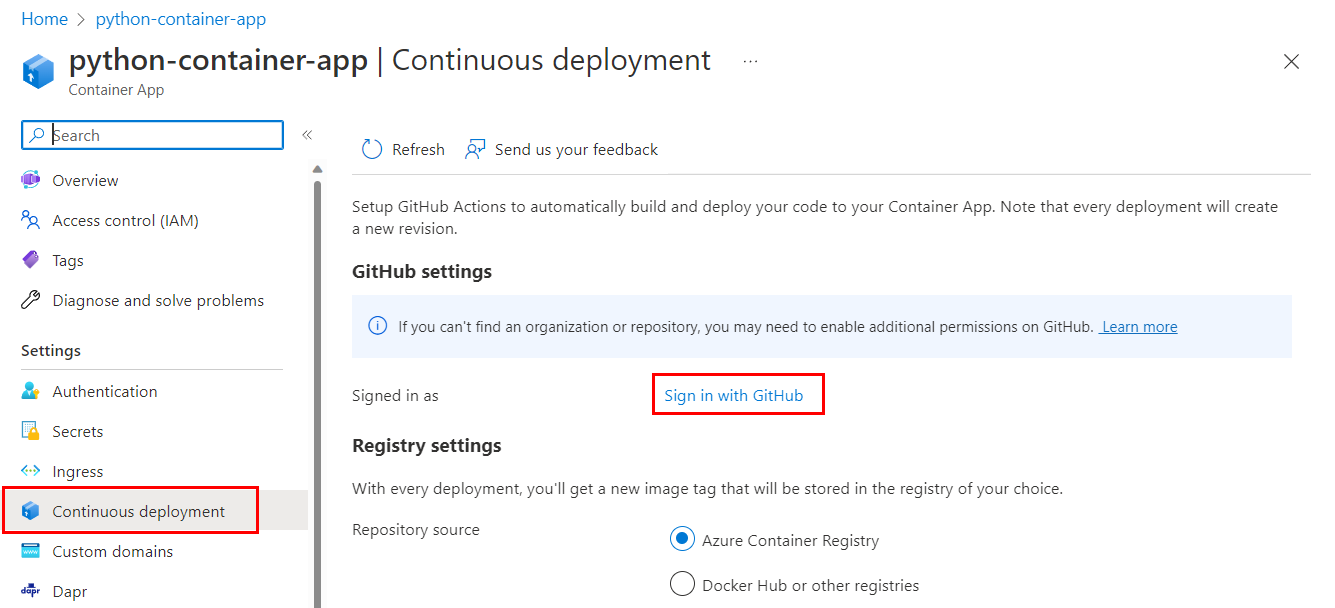 Home > python-container-app
python-container-app | Continuous deployment ...
Container App
Search
«
Overview
Access control (IAM)
Tags
Diagnose and solve problems
Settings
Authentication
Secrets
Ingress
Continuous deployment
www
Custom domains
dapr
Dapr
Refresh
Send us your feedback
Setup GitHub Actions to automatically build and deploy your code to your Container App. Note that every deployment will create
a new revision.
GitHub settings
If you can't find an organization or repository, you may need to enable additional permissions on GitHub. Learn more
Signed in as
Sign in with GitHub
Registry settings
With every deployment, you'll get a new image tag that will be stored in the registry of your choice.
Repository source
Azure Container Registry
Docker Hub or other registries